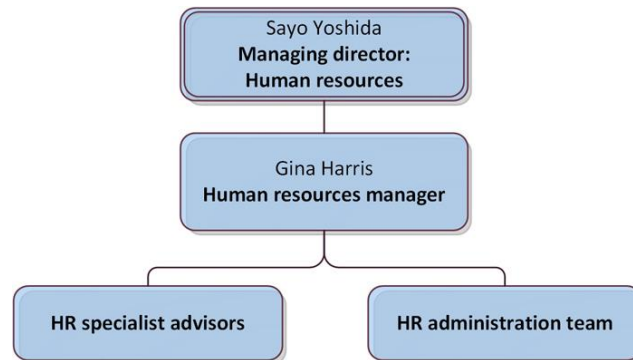 Sayo Yoshida
Managing director:
Human resources
Gina Harris
Human resources manager
HR specialist advisors
HR administration team